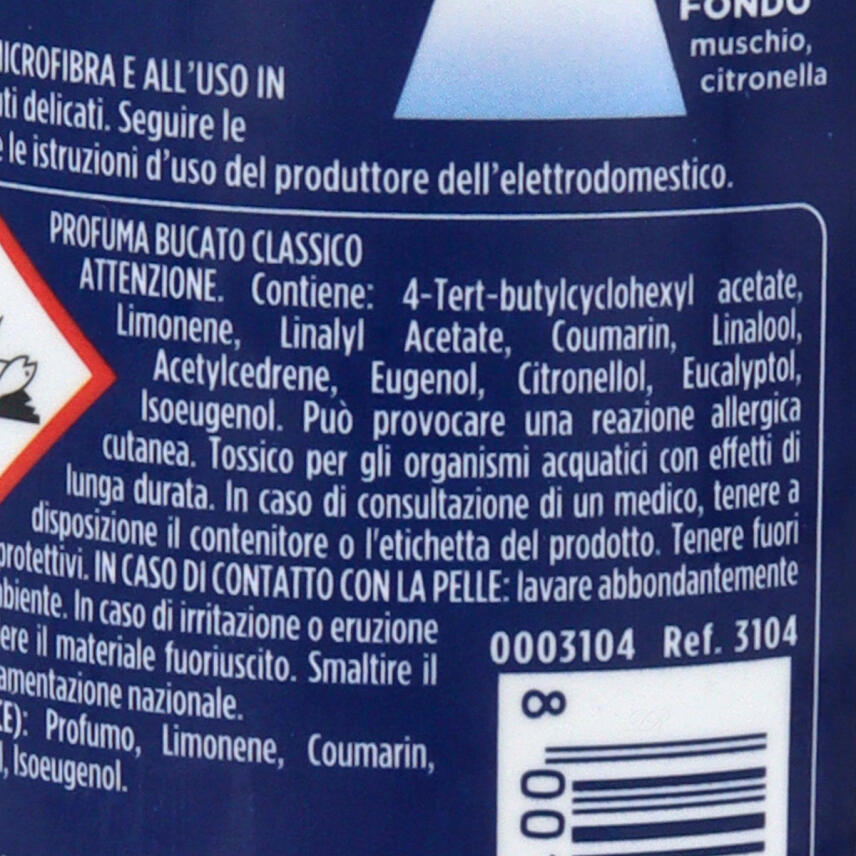 FONDO
muschio,
citronella
MICROFIBRA E ALL'USO IN
delicati. Seguire le
le istruzioni d'uso del produttore dell'elettrodomestico.
PROFUMA BUCATO CLASSICO
ATTENZIONE. Contiene: 4-Tert-butylcyclohexyl acetate,
Limonene, Linalyl Acetate, Coumarin, Linalool,
Acetylcedrene, Eugenol, Citronellol, Eucalyptol,
Isoeugenol. Può provocare una reazione allergica
cutanea. Tossico per gli organismi acquatici con effetti di
lunga durata. In caso di consultazione di un medico, tenere a
disposizione il contenitore o l'etichetta del prodotto. Tenere fuori
protettivi. IN CASO DI CONTATTO CON LA PELLE: lavare abbondantemente
In caso di irritazione o eruzione
il materiale fuoriuscito. Smaltire il
nazionale.
Profumo, Limonene, Coumarin,
Isoeugenol.
0003104 Ref. 3104
8 00